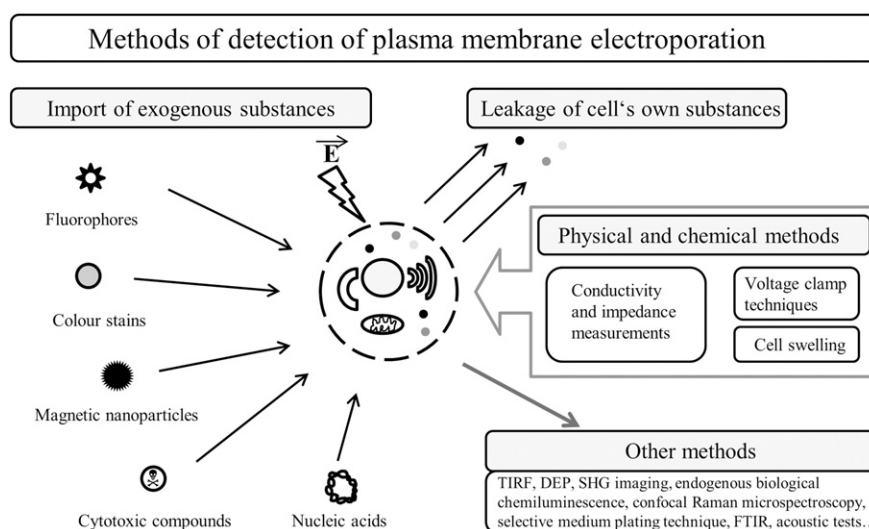 Methods of detection of plasma membrane electroporation
Import of exogenous substances
Leakage of cell‘s own substances
E
Fluorophores
Colour stains
Magnetic nanoparticles
Cytotoxic compounds
Nucleic acids
Physical and chemical methods
Conductivity
and impedance
measurements
Voltage clamp
techniques
Cell swelling
Other methods
TIRF, DEP, SHG imaging, endogenous biological
chemiluminescence, confocal Raman microspectroscopy,
selective medium plating technique, FTIR, acoustic tests..